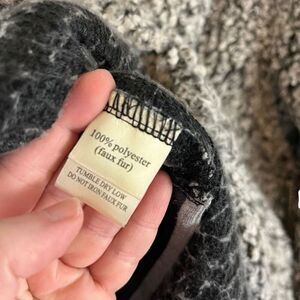 100% polyester
(faux fur)
TUMBLE DRY LOW
DO NOT IRON FAUX FUR